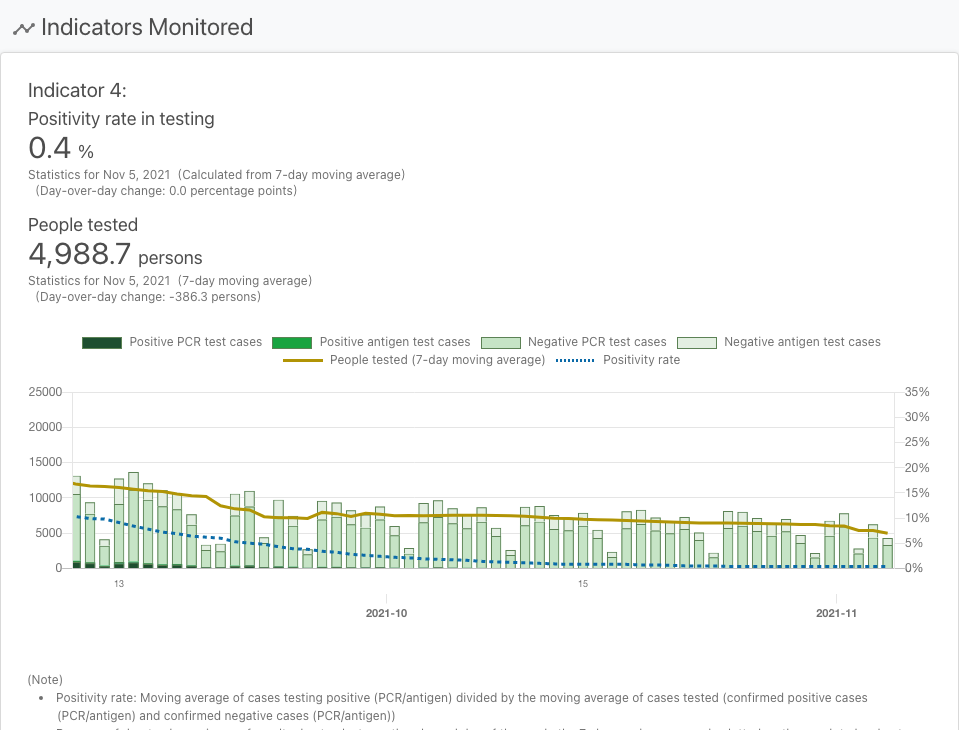 Indicators Monitored
Indicator 4:
Positivity rate in testing
0.4 %
Statistics for Nov 5, 2021 (Calculated from 7-day moving average)
(Day-over-day change: 0.0 percentage points)
People tested
4,988.7 persons
Statistics for Nov 5, 2021 (7-day moving average)
(Day-over-day change: -386.3 persons)
Positive PCR test cases Positive antigen test cases Negative PCR test cases Negative antigen test cases
People tested (7-day moving average) Positivity rate
25000 35%
30%
20000
25%
15000
20%
15%
10000
10%
5000
5%
0 0%
13 15
2021-10 2021-11
(Note)
• Positivity rate: Moving average of cases testing positive (PCR/antigen) divided by the moving average of cases tested (confirmed positive cases
(PCR/antigen) and confirmed negative cases (PCR/antigen))